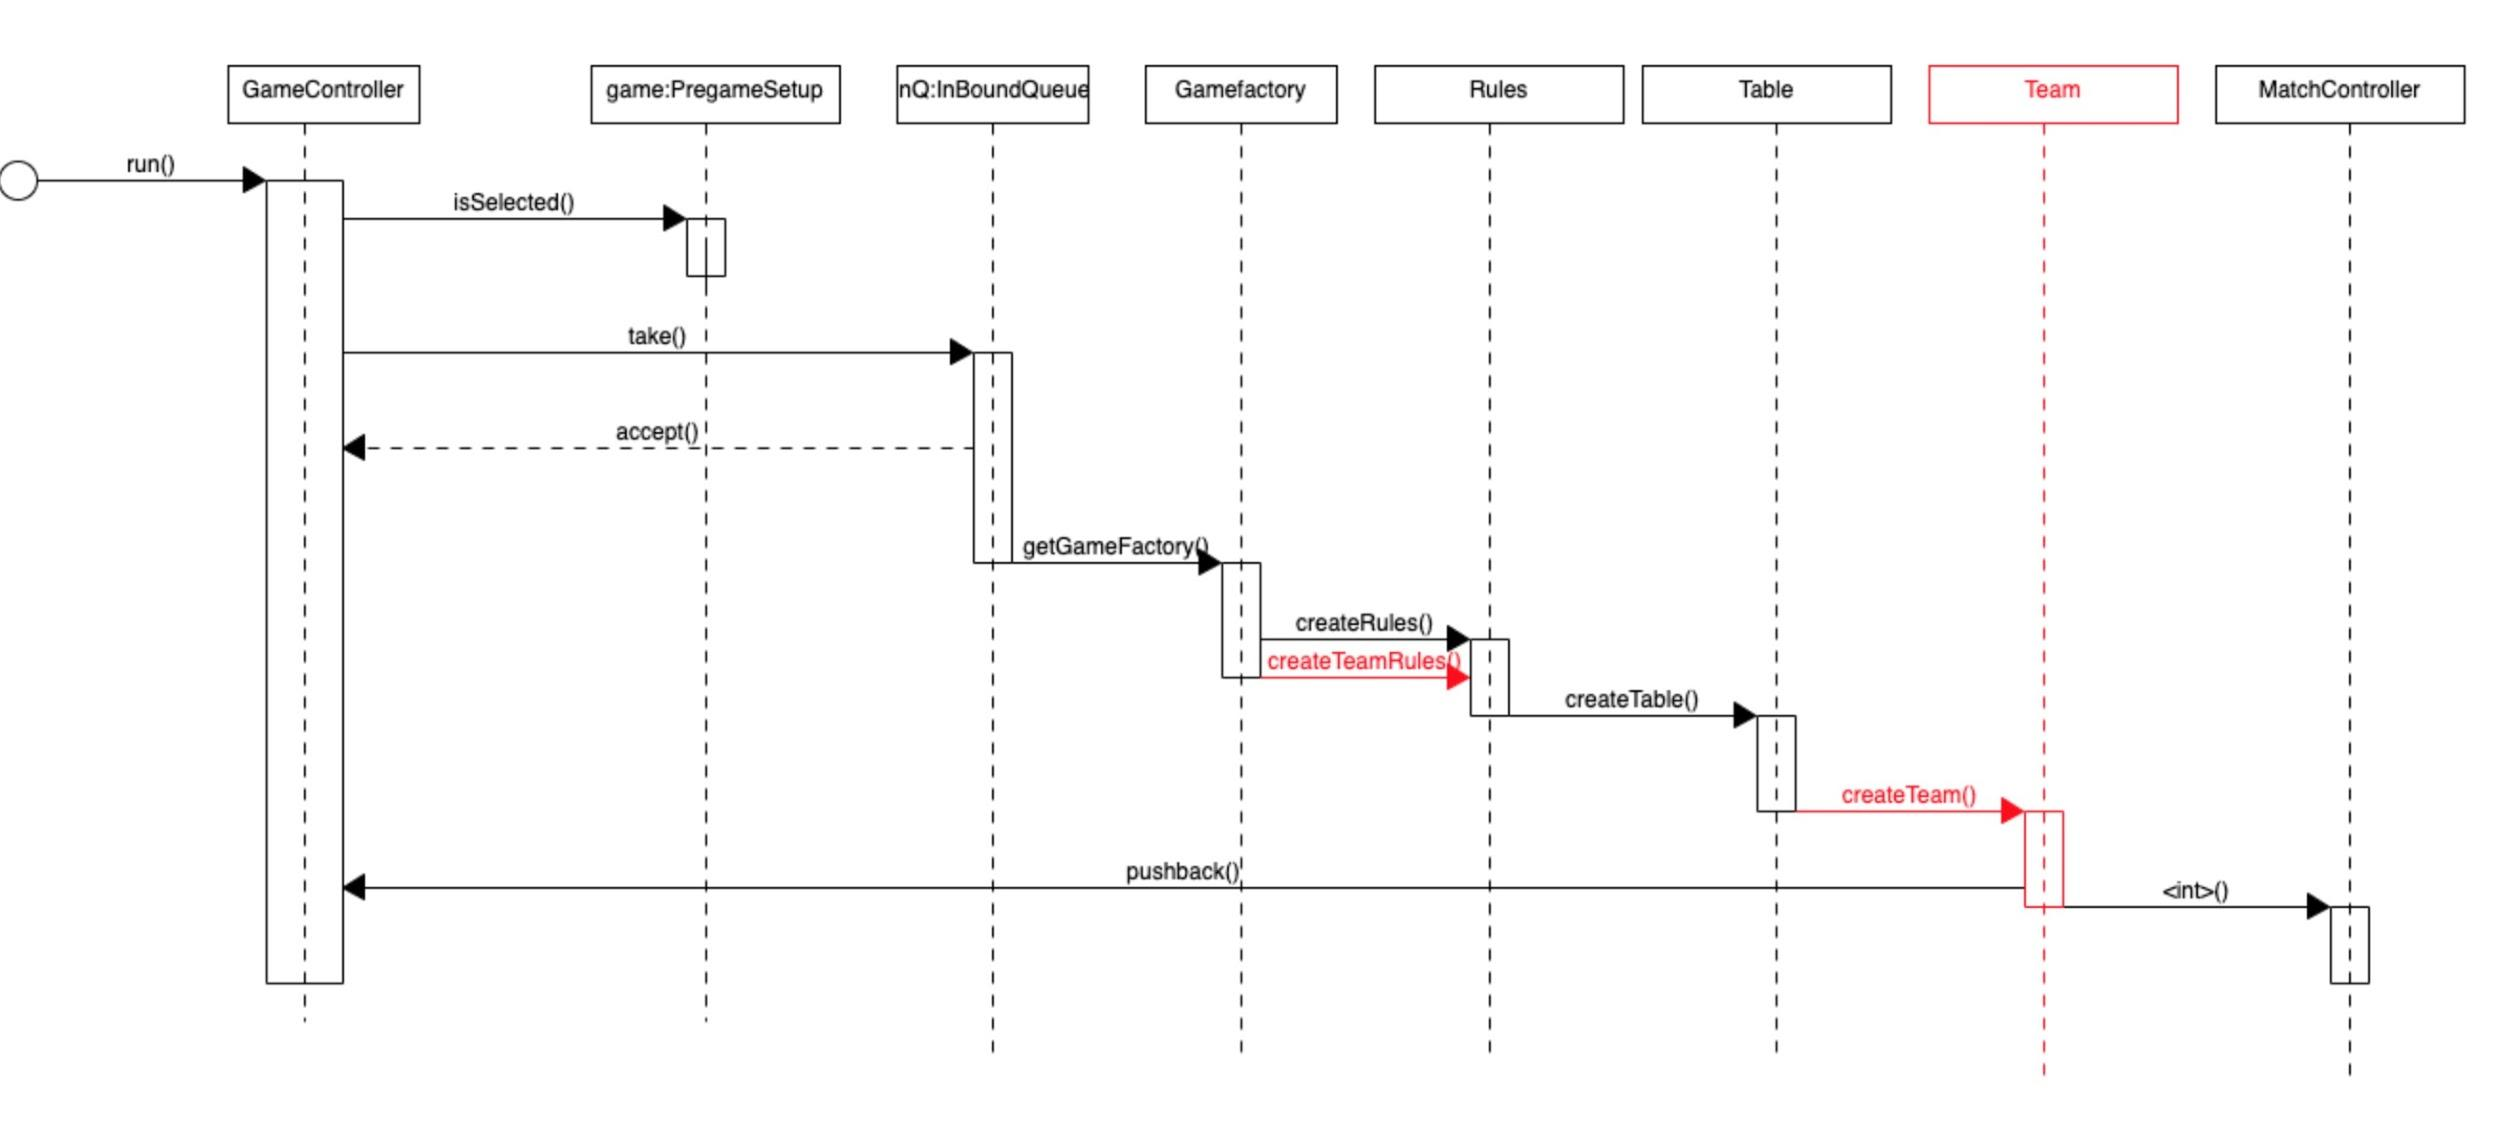 GameController
game:PregameSetup
nQ:InBoundQueue
Gamefactory
Rules
Table
Team
MatchController
run()
isSelected()
take()
accept()
getGameFactory()
createRules()
createTeamRules()
createTable()
createTeam()
pushback()
<int>()